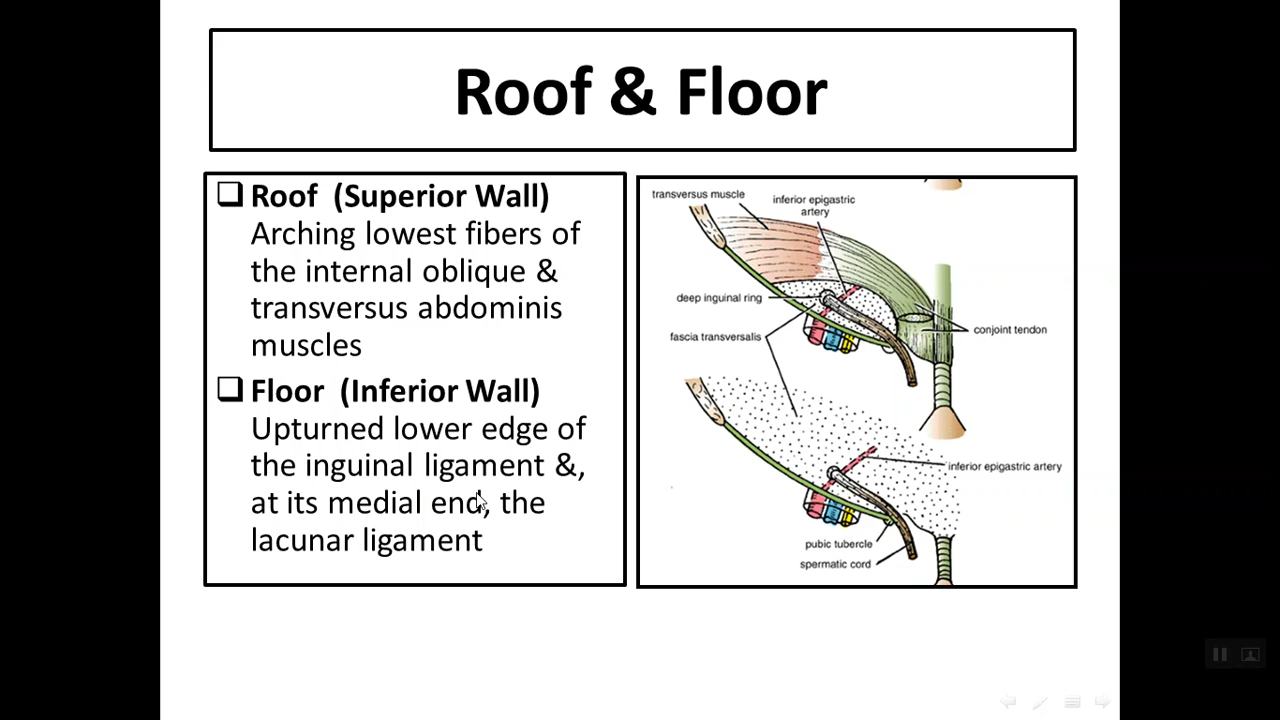 Roof & Floor
❑ Roof (Superior Wall)
Arching lowest fibers of
the internal oblique &
transversus abdominis
muscles
❑ Floor (Inferior Wall)
Upturned lower edge of
the inguinal ligament &,
at its medial end, the
lacunar ligament
transversus muscle
inferior epigastric
artery
deep inguinal ring
fascia transversalis
conjoint tendon
inferior epigastric artery
pubic tubercle
spermatic cord